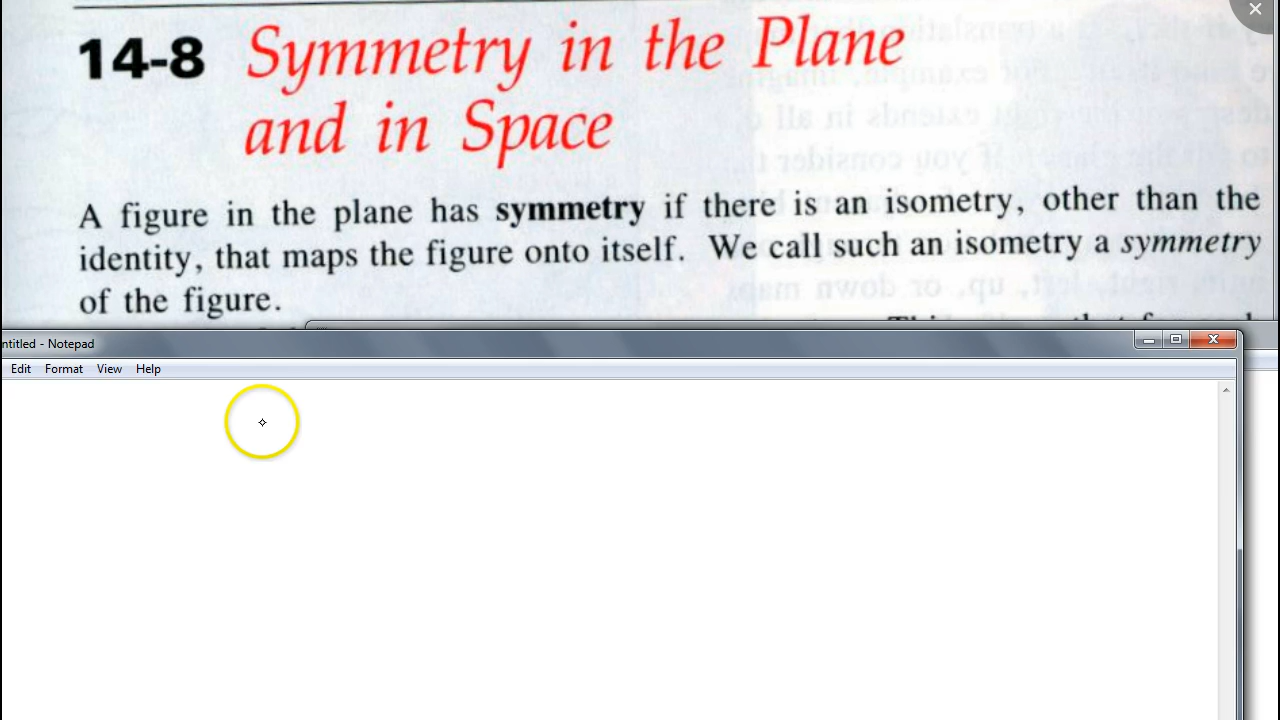 14-8 Symmetry in the Plane
and in Space
A figure in the plane has symmetry if there is an isometry, other than the
identity, that maps the figure onto itself. We call such an isometry a symmetry
of the figure.
ntitled - Notepad
Edit Format View Help